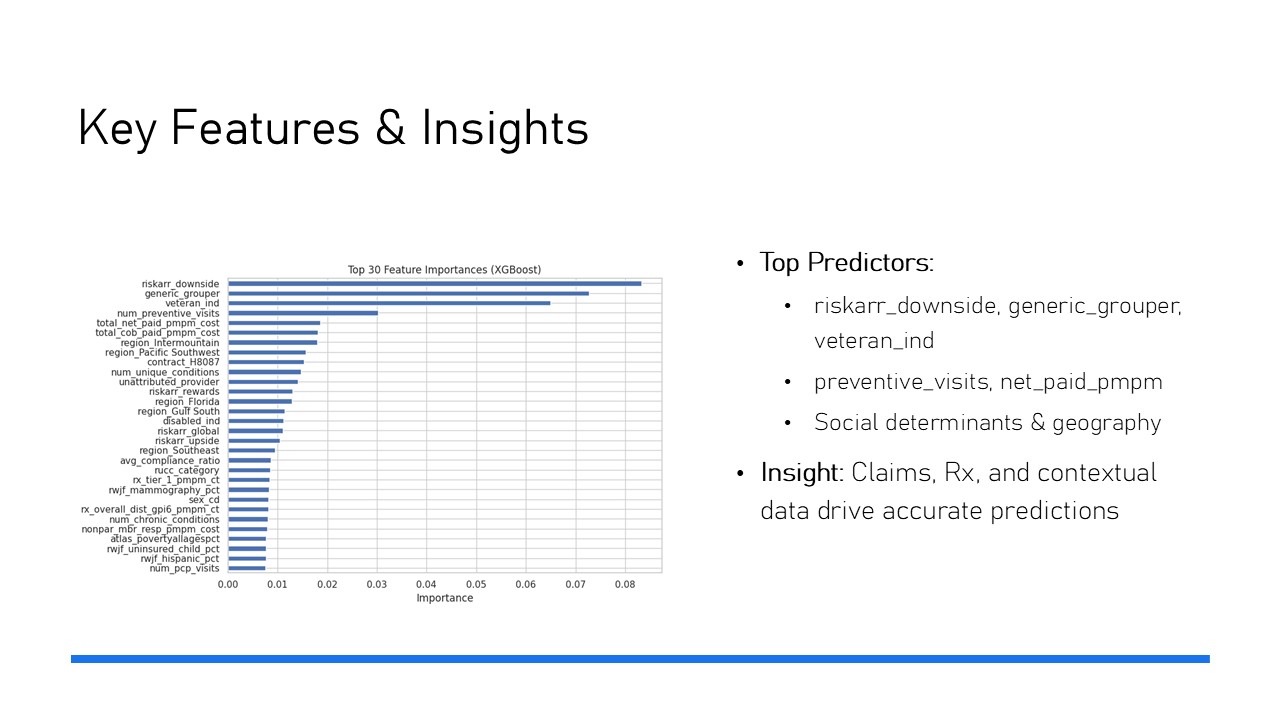 Key Features & Insights
Top 30 Feature Importances (XGBoost)
riskarr_downside
generic_grouper
veteran_ind
num_preventive_visits
total_net_paid_pmpm_cost
total_cob_paid_pmpm_cost
region_Intermountain
region_Pacific Southwest
contract_H8087
num_unique_conditions
unattributed_provider
riskarr_rewards
region_Florida
region_Gulf South
disabled_ind
riskarr_global
riskarr_upside
region_Southeast
avg_compliance_ratio
rucc_category
rx_tier_1_pmpm_ct
rwjf_mammography_pct
sex_cd
rx_overall_dist_gpi6_pmpm_ct
num_chronic_conditions
nonpar_mbr_resp_pmpm_cost
atlas_povertyallagespct
rwjf_uninsured_child_pct
rwjf_hispanic_pct
num_pcp_visits
0.00 0.01 0.02 0.03 0.04 0.05 0.06 0.07 0.08
Importance
• Top Predictors:
• riskarr_downside, generic_grouper,
veteran_ind
• preventive_visits, net_paid_pmpm
• Social determinants & geography
• Insight: Claims, Rx, and contextual
data drive accurate predictions